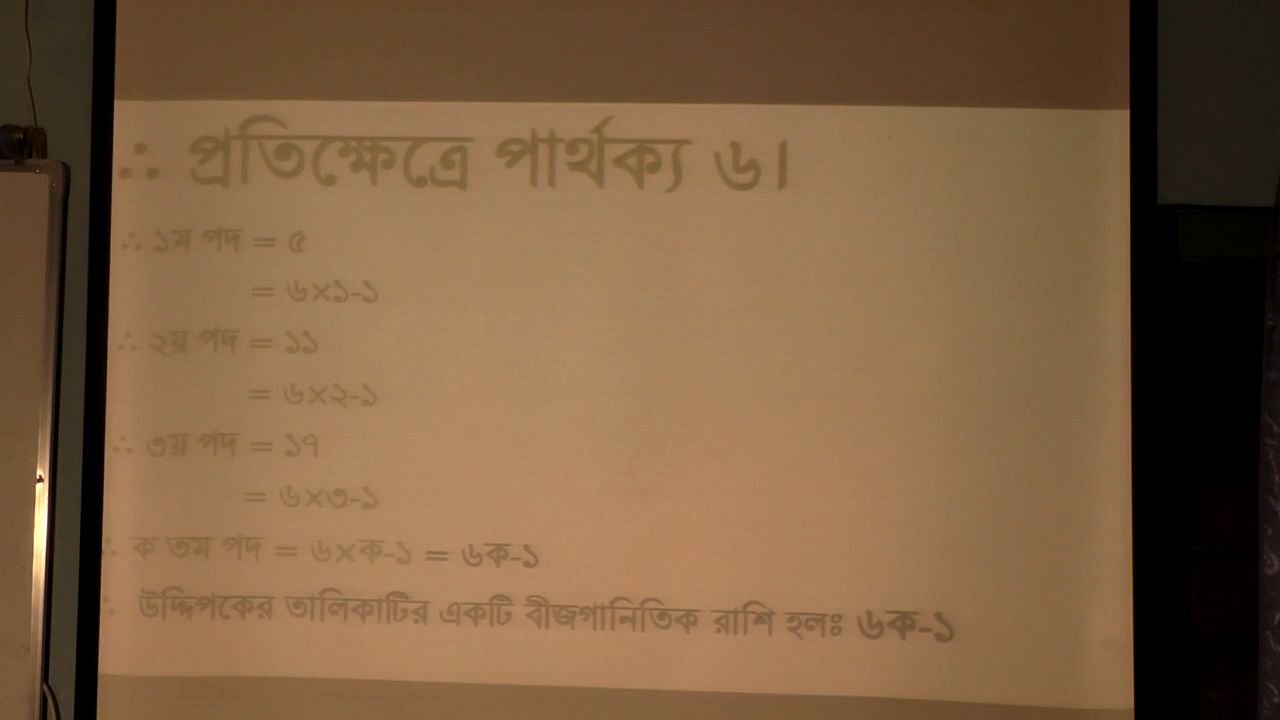 ∴ প্রতিক্ষেত্রে পার্থক্য ৬।
∴ ১ম পদ = ৫
= ৬×১-১
∴ ২য় পদ = ১১
= ৬×২-১
∴ ৩য় পদ = ১৭
= ৬×৩-১
∴ ক তম পদ = ৬×ক-১ = ৬ক-১
∴ উদ্দিপকের তালিকাটির একটি বীজগানিতিক রাশি হলঃ ৬ক-১